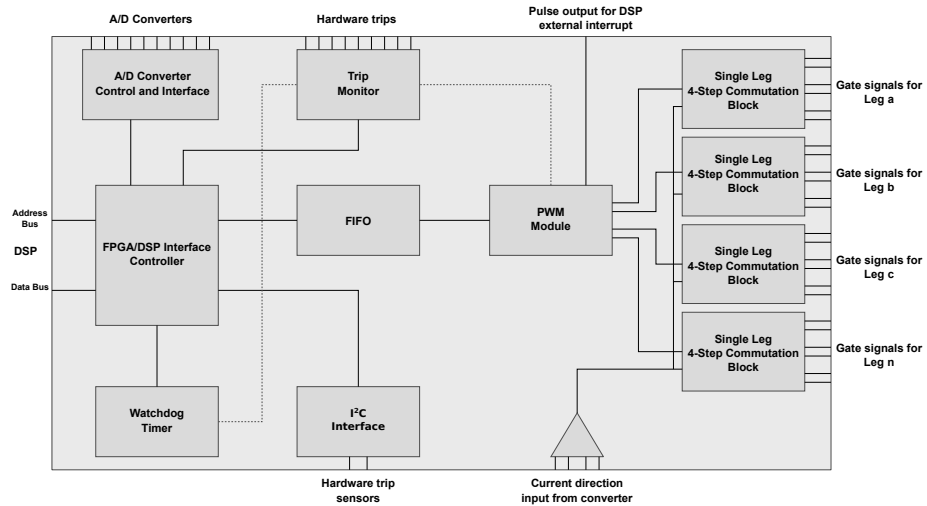 A/D Converters
Hardware trips
Pulse output for DSP
external interrupt
A/D Converter
Control and Interface
Trip
Monitor
Single Leg
4-Step Commutation
Block
Gate signals for
Leg a
Single Leg
4-Step Commutation
Block
Gate signals for
Leg b
Address
Bus
DSP
Data Bus
FPGA/DSP Interface
Controller
FIFO
PWM
Module
Single Leg
4-Step Commutation
Block
Gate signals for
Leg c
Single Leg
4-Step Commutation
Block
Gate signals for
Leg n
Watchdog
Timer
I²C
Interface
Hardware trip
sensors
Current direction
input from converter